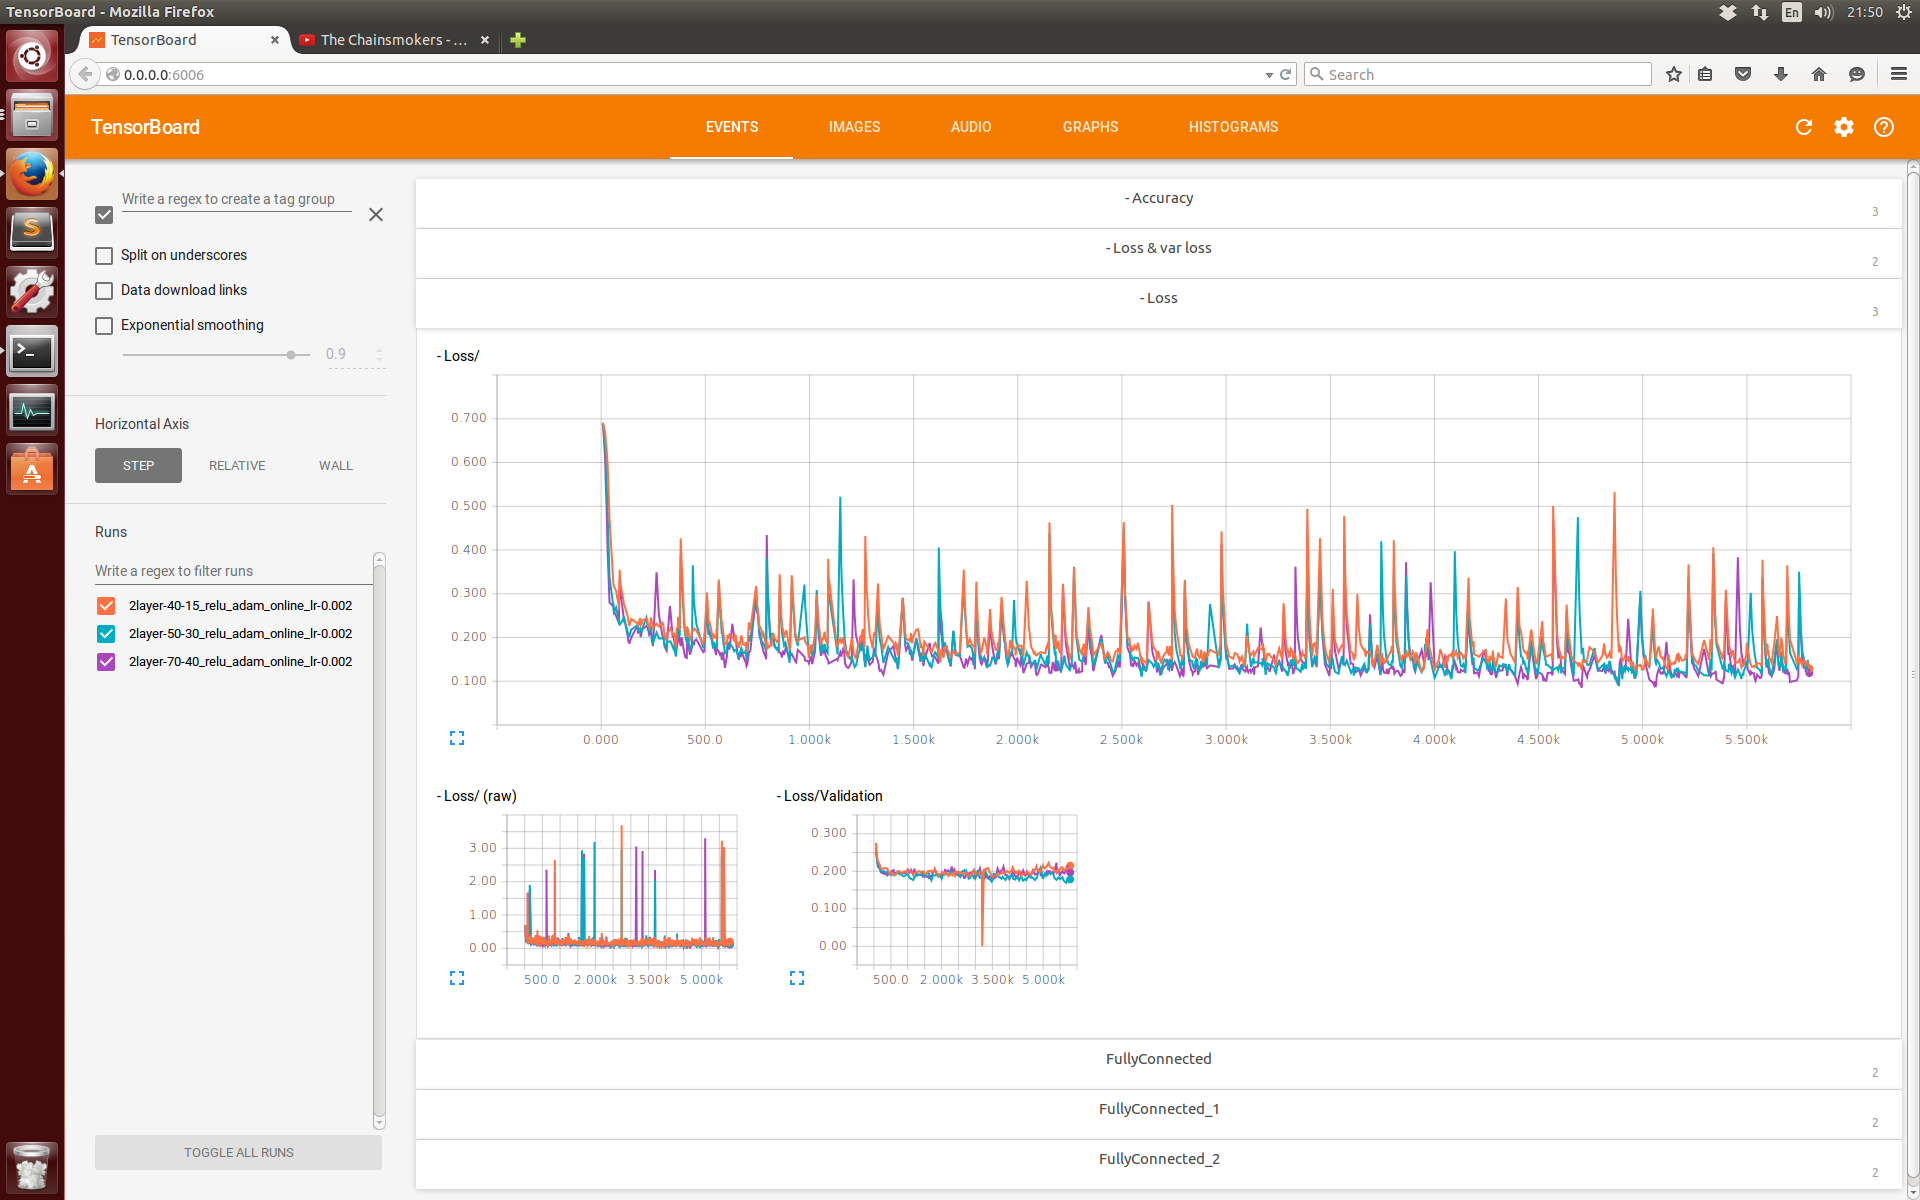 TensorBoard - Mozilla Firefox
En
21:50
TensorBoard
The Chainsmokers - ...
0.0.0.0:6006
Search
TensorBoard
EVENTS
IMAGES
AUDIO
GRAPHS
HISTOGRAMS
Write a regex to create a tag group
Split on underscores
Data download links
Exponential smoothing
0.9
Horizontal Axis
STEP
RELATIVE
WALL
Runs
Write a regex to filter runs
2layer-40-15_relu_adam_online_lr-0.002
2layer-50-30_relu_adam_online_lr-0.002
2layer-70-40_relu_adam_online_lr-0.002
TOGGLE ALL RUNS
- Accuracy
3
- Loss & var loss
2
- Loss
3
- Loss/
0.700
0.600
0.500
0.400
0.300
0.200
0.100
0.000 500.0 1.000k 1.500k 2.000k 2.500k 3.000k 3.500k 4.000k 4.500k 5.000k 5.500k
- Loss/ (raw)
3.00
2.00
1.00
0.00
500.0 2.000k 3.500k 5.000k
- Loss/Validation
0.300
0.200
0.100
0.00
500.0 2.000k 3.500k 5.000k
FullyConnected
2
FullyConnected_1
2
FullyConnected_2
2